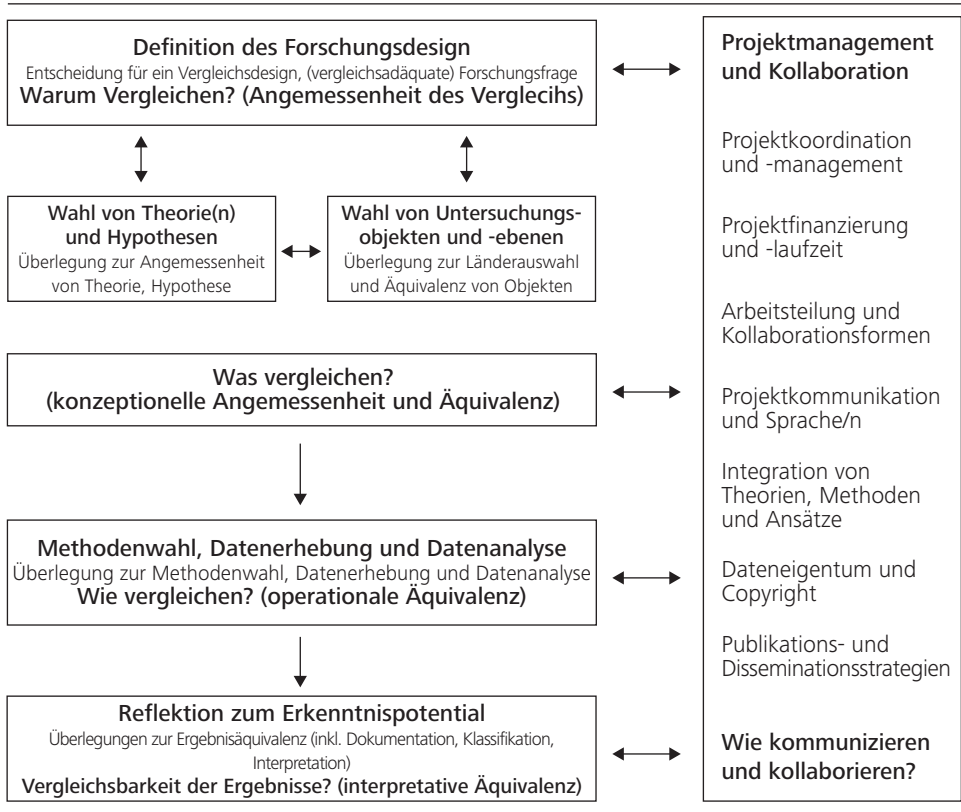 Definition des Forschungsdesign
Entscheidung für ein Vergleichsdesign, (vergleichsadäquate) Forschungsfrage
Warum Vergleichen? (Angemessenheit des Verglecihs)
Wahl von Theorie(n)
und Hypothesen
Überlegung zur Angemessenheit
von Theorie, Hypothese
Wahl von Untersuchungs-
objekten und -ebenen
Überlegung zur Länderauswahl
und Äquivalenz von Objekten
Was vergleichen?
(konzeptionelle Angemessenheit und Äquivalenz)
Methodenwahl, Datenerhebung und Datenanalyse
Überlegung zur Methodenwahl, Datenerhebung und Datenanalyse
Wie vergleichen? (operationale Äquivalenz)
Reflektion zum Erkenntnispotential
Überlegungen zur Ergebnisäquivalenz (inkl. Dokumentation, Klassifikation,
Interpretation)
Vergleichsbarkeit der Ergebnisse? (interpretative Äquivalenz)
Projektmanagement
und Kollaboration
Projektkoordination
und -management
Projektfinanzierung
und -laufzeit
Arbeitsteilung und
Kollaborationsformen
Projektkommunikation
und Sprache/n
Integration von
Theorien, Methoden
und Ansätze
Dateneigentum und
Copyright
Publikations- und
Disseminationsstrategien
Wie kommunizieren
und kollaborieren?